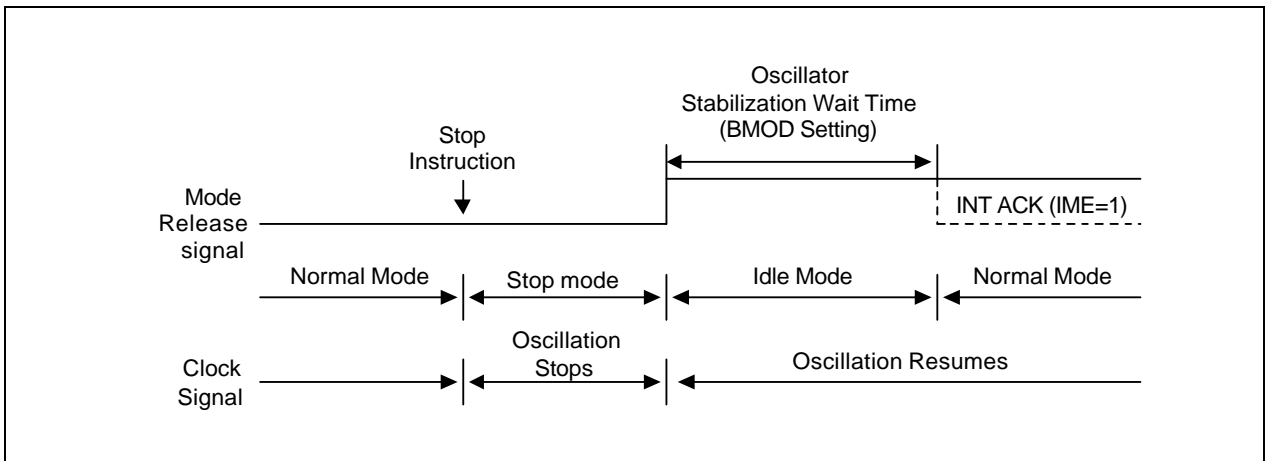 Oscillator
Stabilization Wait Time
(BMOD Setting)
Stop
Instruction
Mode
Release
signal
INT ACK (IME=1)
Normal Mode
Stop mode
Idle Mode
Normal Mode
Oscillation
Stops
Clock
Signal
Oscillation Resumes